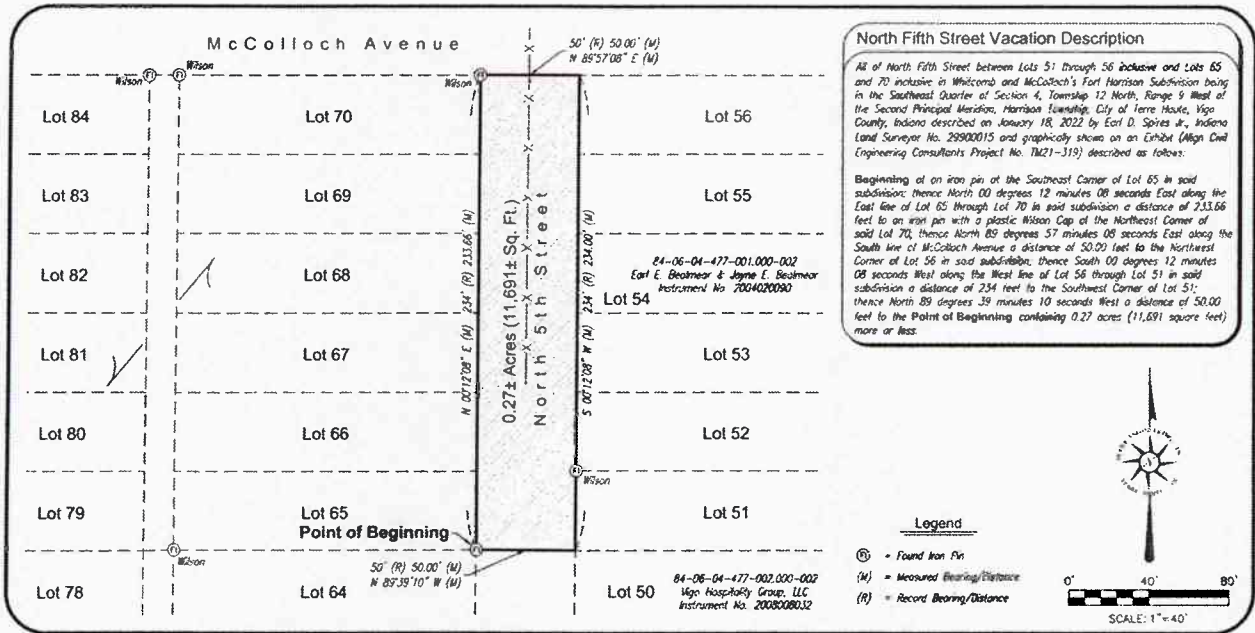 McColloch Avenue
50' (R) 50.00' (M)
N 89'57'08" E (M)
Wilson
Wilson
Wilson
Lot 84
Lot 70
Lot 56
Lot 83
Lot 69
Lot 55
Lot 82
Lot 68
84-06-04-477-001.000-002
Earl E. Bealmear & Jayne E. Bealmear
Instrument No. 2004020090
Lot 54
Lot 81
Lot 67
Lot 53
Lot 80
Lot 66
Lot 52
Wilson
Lot 79
Lot 65
Lot 51
Point of Beginning
Wilson
50' (R) 50.00' (M)
N 89'39'10" W (M)
Lot 78
Lot 64
Lot 50
84-06-04-477-002.000-002
Vigo Hospitality Group, LLC
Instrument No. 2008008032
N 00'12'08" E (M) 234' (R) 233.66' (M)
0.27± Acres (11,691± Sq. Ft.)
North 5th Street
S 00'12'08" W (M) 234' (R) 234.00' (M)
North Fifth Street Vacation Description
All of North Fifth Street between Lots 51 through 56 inclusive and Lots 65
and 70 inclusive in Whitcomb and McColloch's Fort Harrison Subdivision being
in the Southeast Quarter of Section 4, Township 12 North, Range 9 West of
the Second Principal Meridian, Harrison Township, City of Terre Haute, Vigo
County, Indiana described on January 18, 2022 by Earl D. Spires Jr., Indiana
Land Surveyor No. 29900015 and graphically shown on an Exhibit (Align Civil
Engineering Consultants Project No. TM21-319) described as follows:
Beginning at an iron pin at the Southeast Corner of Lot 65 in said
subdivision; thence North 00 degrees 12 minutes 08 seconds East along the
East line of Lot 65 through Lot 70 in said subdivision a distance of 233.66
feet to an iron pin with a plastic Wilson Cap at the Northeast Corner of
said Lot 70, thence North 89 degrees 57 minutes 08 seconds East along the
South line of McColloch Avenue a distance of 50.00 feet to the Northwest
Corner of Lot 56 in said subdivision; thence South 00 degrees 12 minutes
08 seconds West along the West line of Lot 56 through Lot 51 in said
subdivision a distance of 234 feet to the Southwest Corner of Lot 51;
thence North 89 degrees 39 minutes 10 seconds West a distance of 50.00
feet to the Point of Beginning containing 0.27 acres (11,691 square feet)
more or less.
Legend
FI = Found Iron Pin
(M) = Measured Bearing/Distance
(R) = Record Bearing/Distance
0' 40' 80'
SCALE: 1"=40'